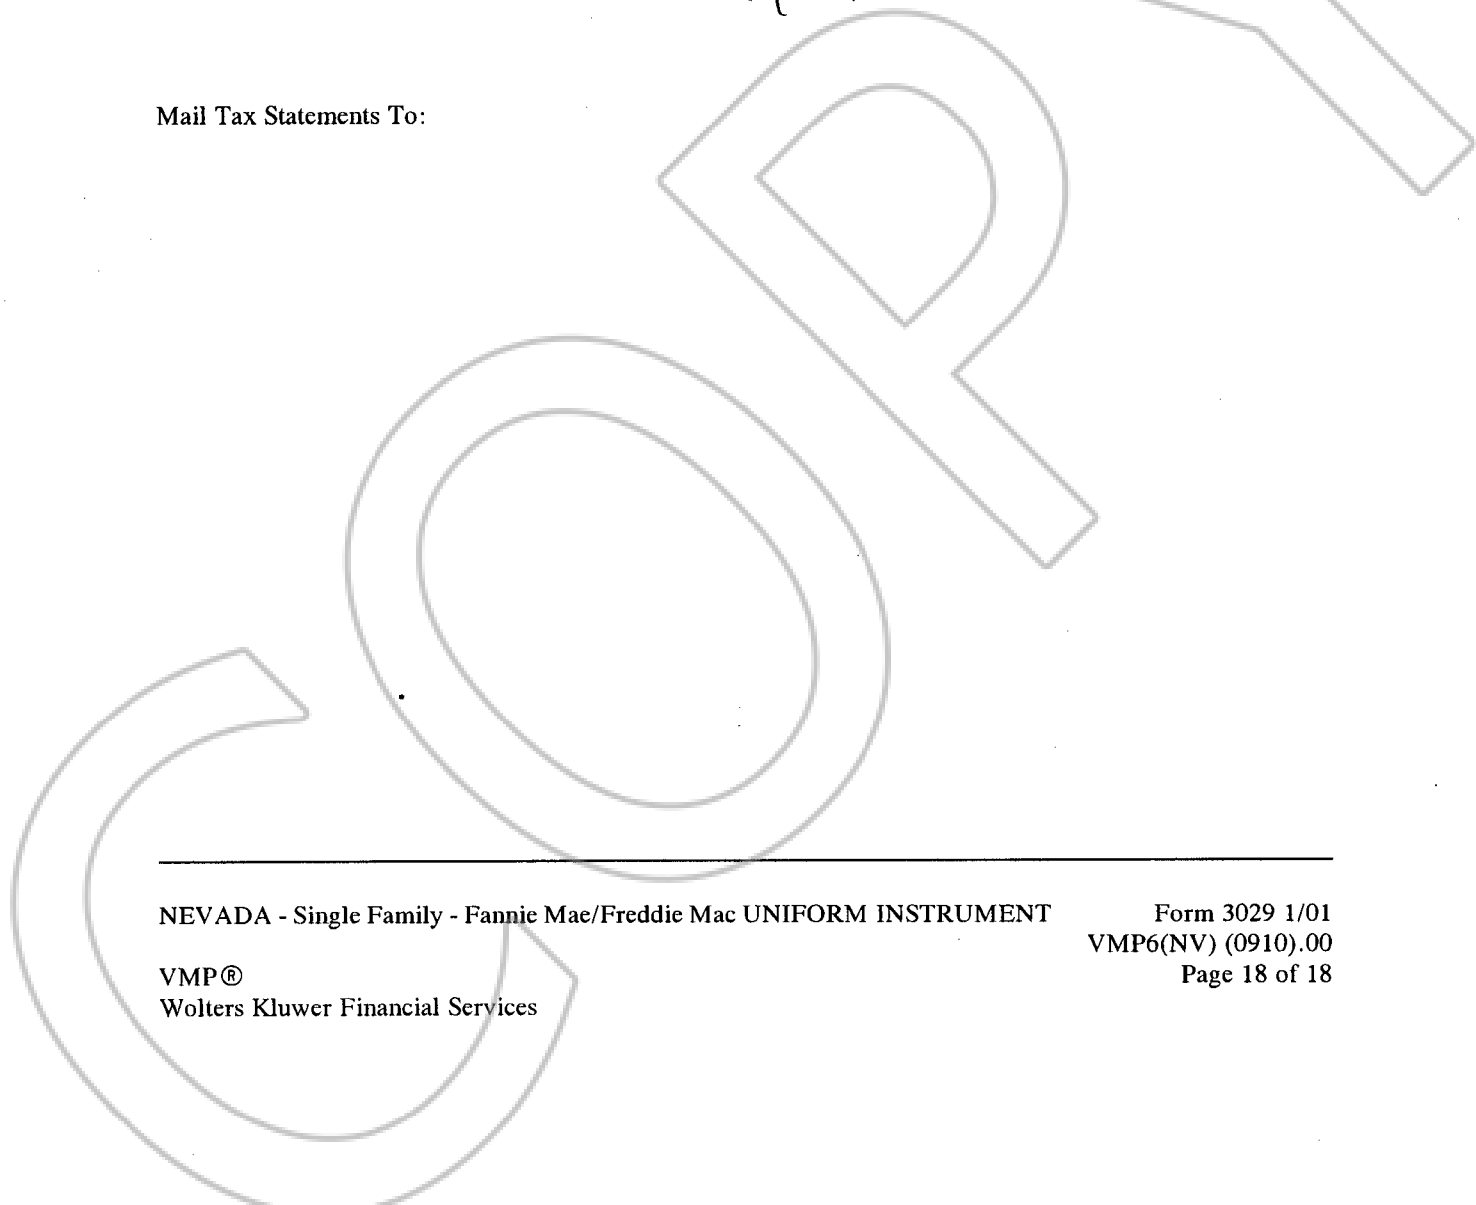 Mail Tax Statements To:
COPY
NEVADA - Single Family - Fannie Mae/Freddie Mac UNIFORM INSTRUMENT
Form 3029 1/01
VMP6(NV) (0910).00
VMP®
Page 18 of 18
Wolters Kluwer Financial Services